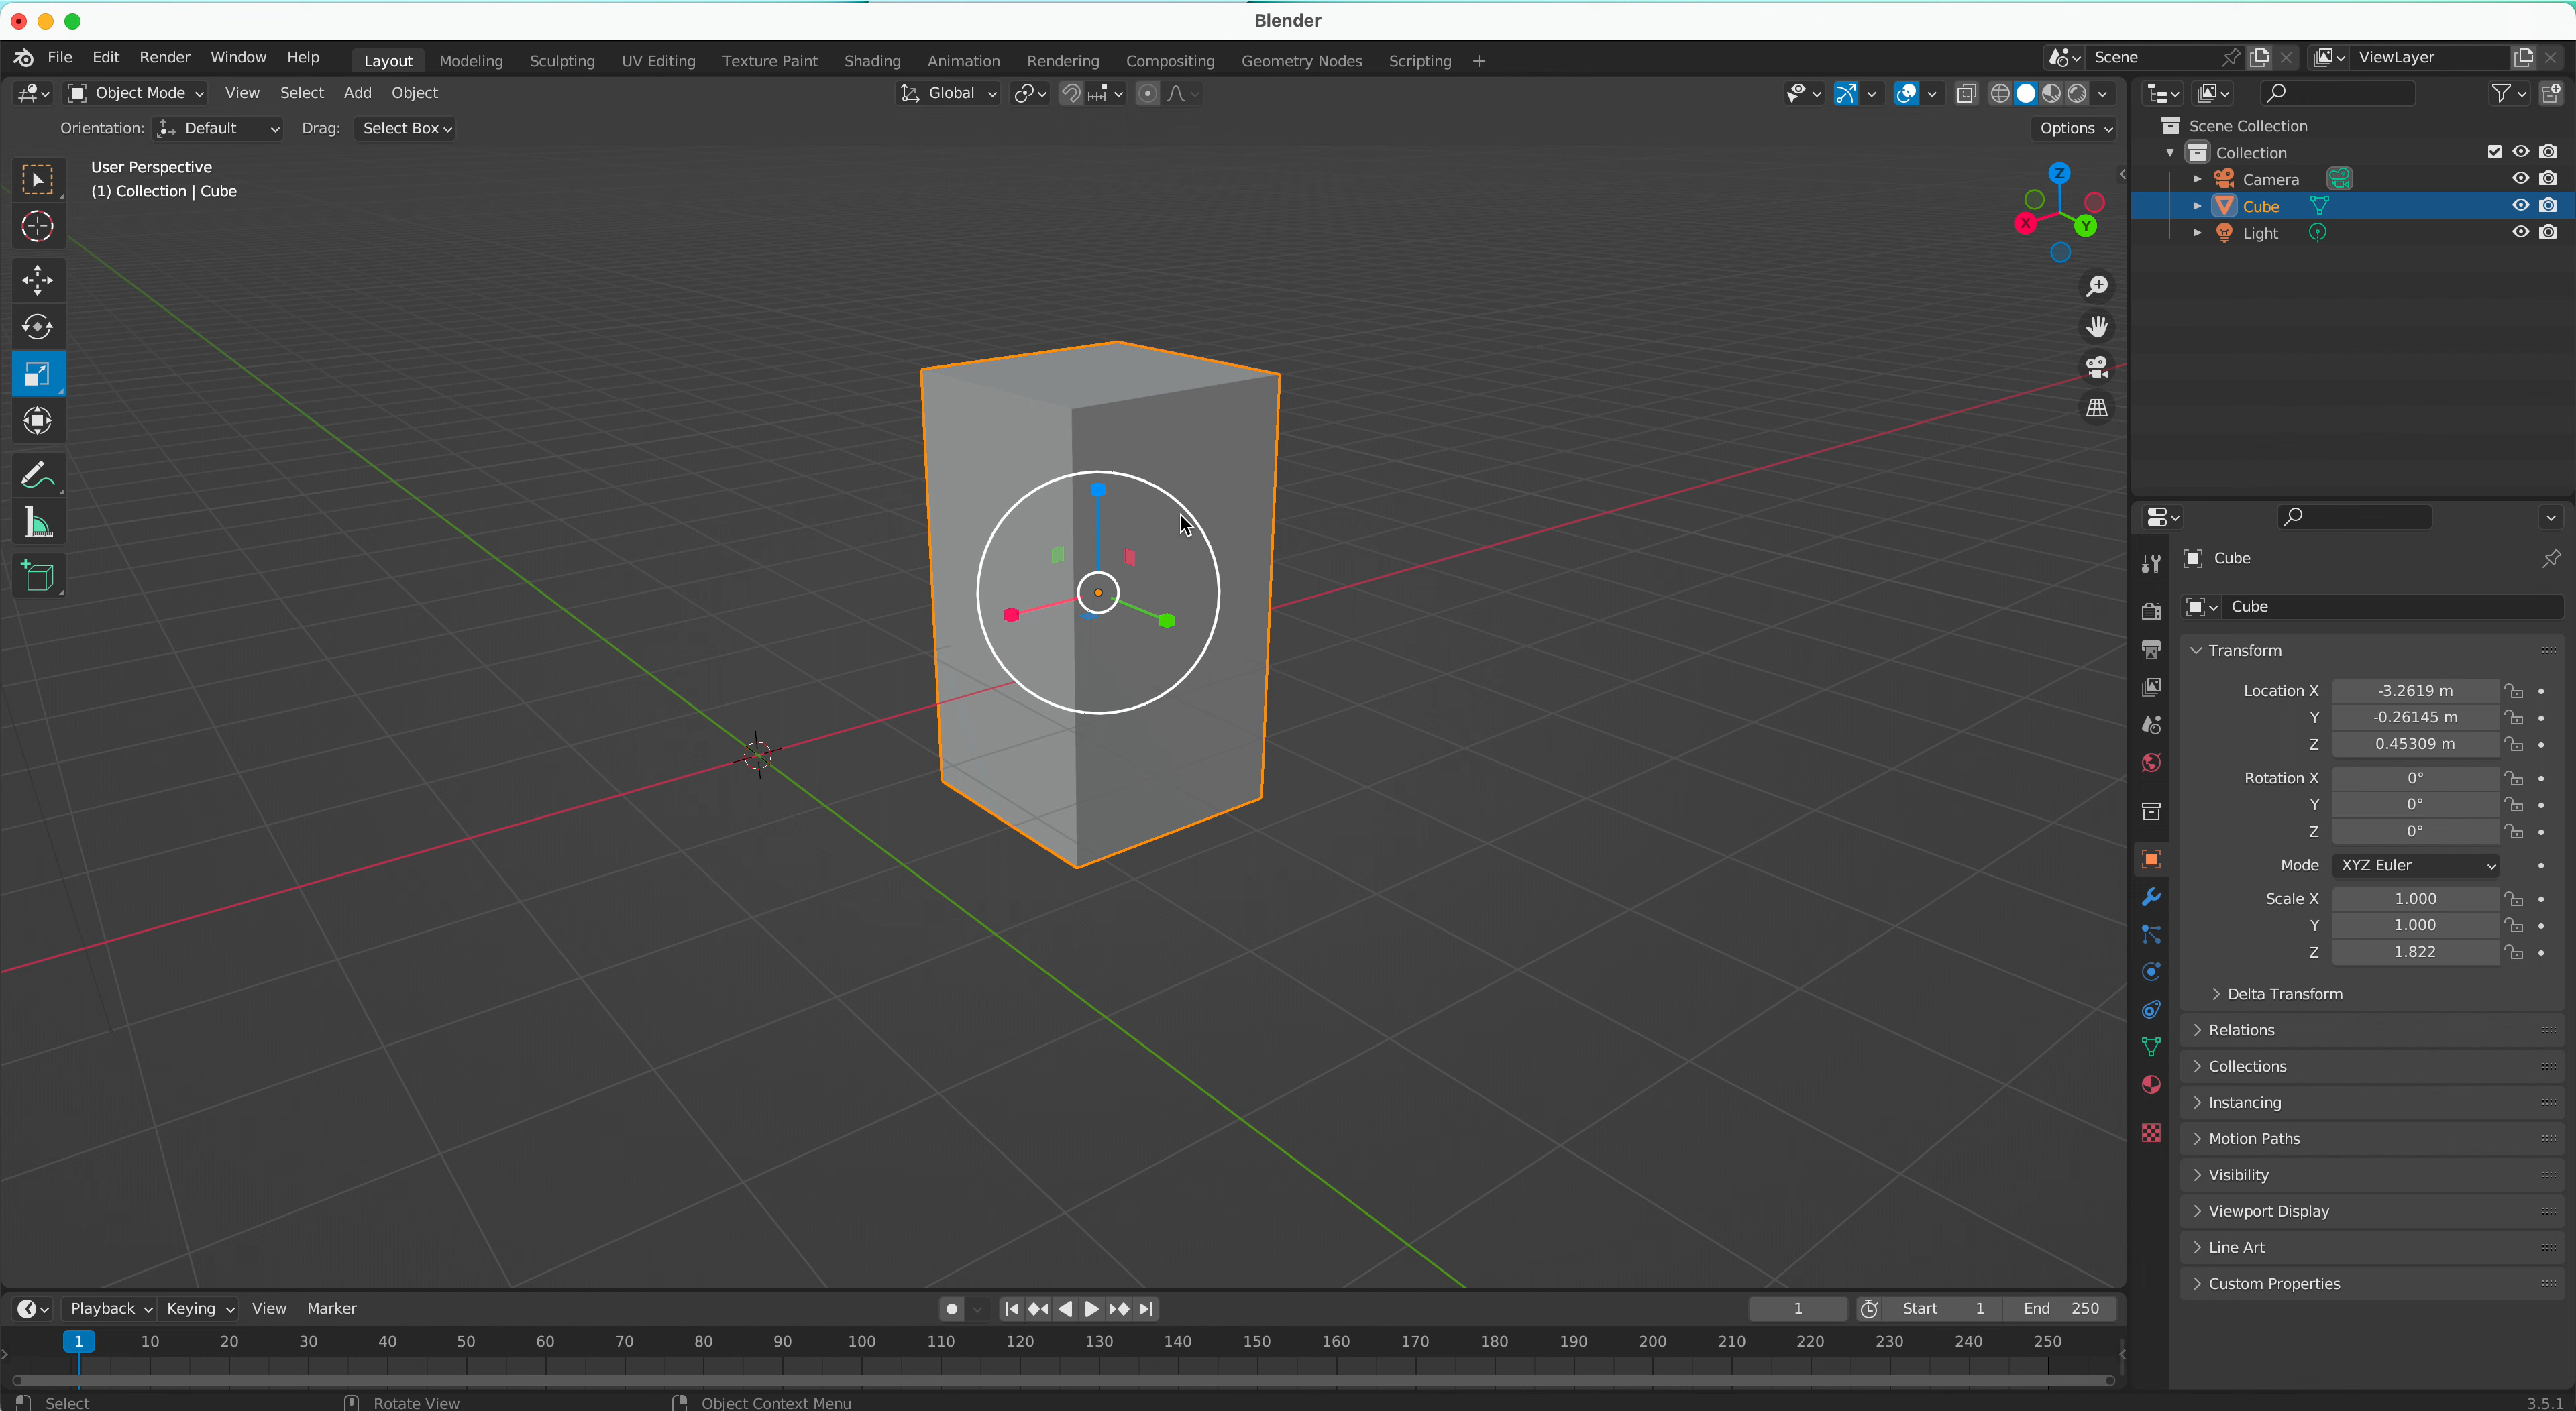 Blender
File Edit Render Window Help Layout Modeling Sculpting UV Editing Texture Paint Shading Animation Rendering Compositing Geometry Nodes Scripting + Scene ViewLayer
Object Mode View Select Add Object Global
Orientation: Default Drag: Select Box Options
User Perspective
(1) Collection | Cube
Z
X
Y
Scene Collection
Collection
Camera
Cube
Light
Cube
Cube
Transform
Location X -3.2619 m
Y -0.26145 m
Z 0.45309 m
Rotation X 0°
Y 0°
Z 0°
Mode XYZ Euler
Scale X 1.000
Y 1.000
Z 1.822
Delta Transform
Relations
Collections
Instancing
Motion Paths
Visibility
Viewport Display
Line Art
Custom Properties
Playback Keying View Marker 1 Start 1 End 250
1 10 20 30 40 50 60 70 80 90 100 110 120 130 140 150 160 170 180 190 200 210 220 230 240 250
Select Rotate View Object Context Menu 3.5.1